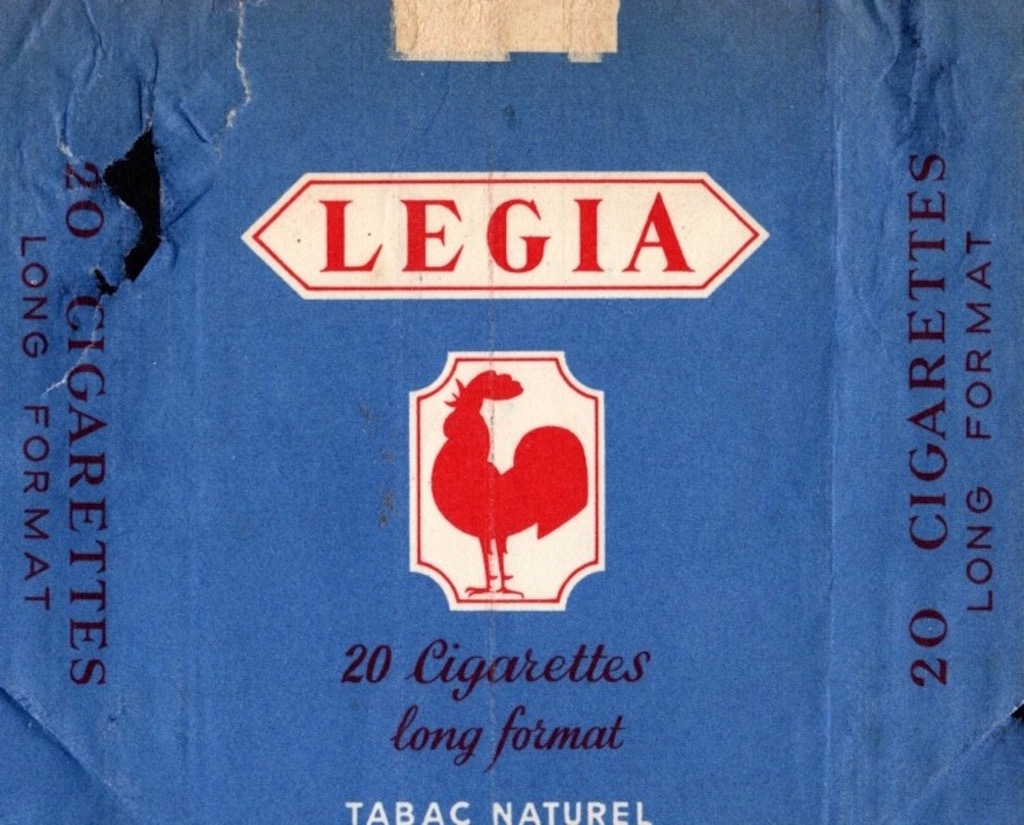 LEGIA
20 Cigarettes
long format
TABAC NATUREL
20 CIGARETTES
LONG FORMAT
20 CIGARETTES
LONG FORMAT